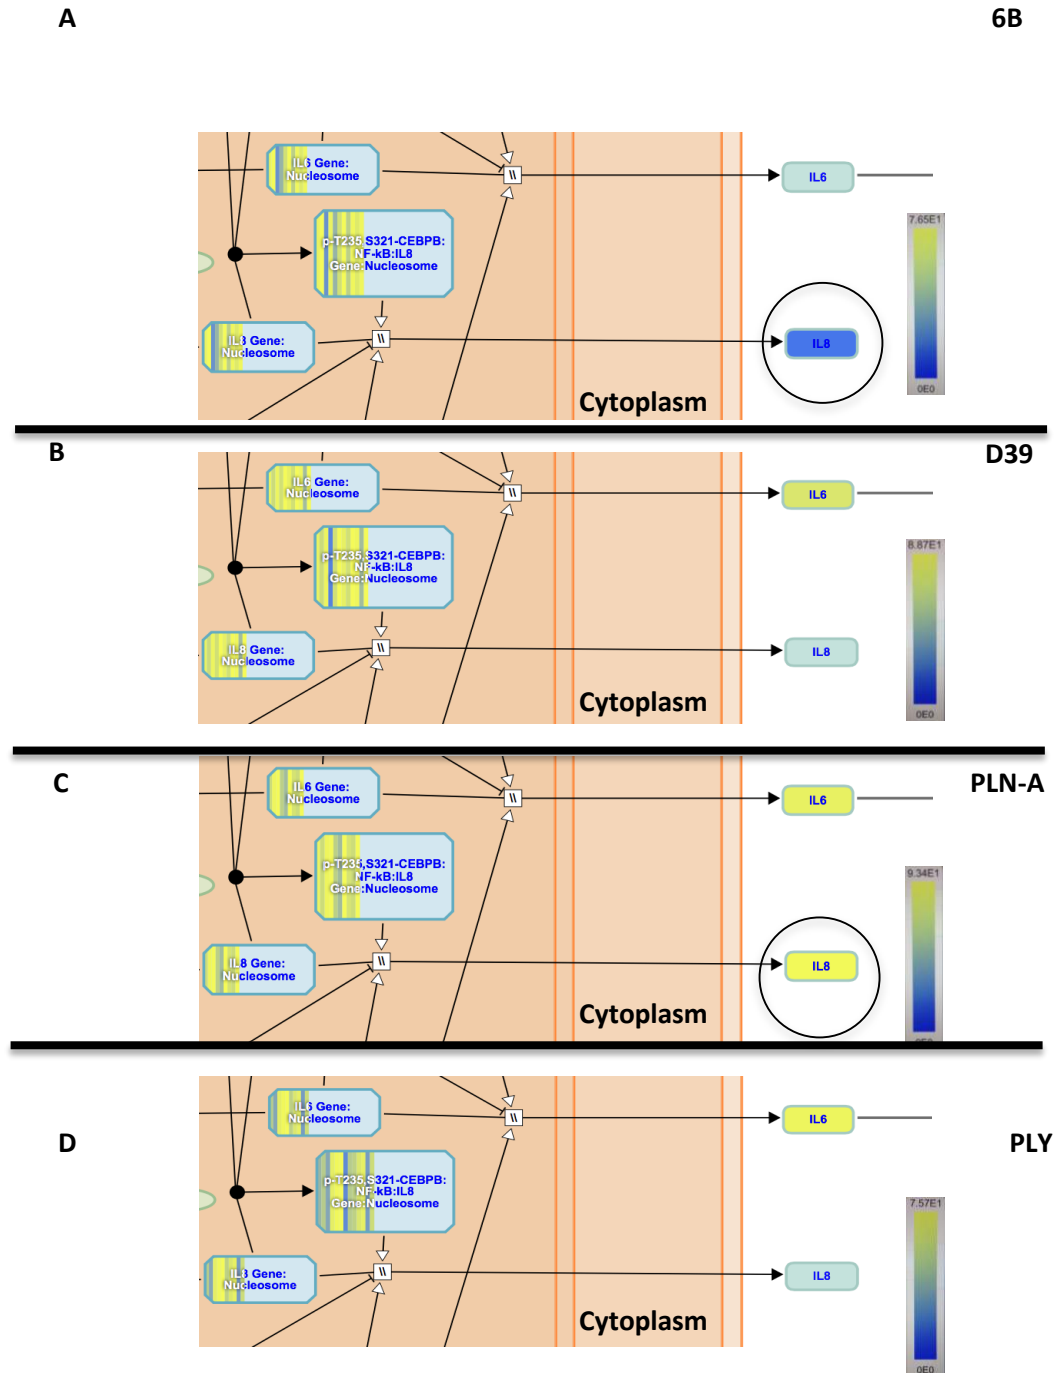 A
6B
IL6 Gene:
Nucleosome
IL6
p-T235,S321-CEBPB:
NF-kB:IL8
Gene:Nucleosome
7.65E1
IL8 Gene:
Nucleosome
IL8
0E0
Cytoplasm
B
D39
IL6 Gene:
Nucleosome
IL6
p-T235,S321-CEBPB:
NF-kB:IL8
Gene:Nucleosome
8.87E1
IL8 Gene:
Nucleosome
IL8
0E0
Cytoplasm
C
PLN-A
IL6 Gene:
Nucleosome
IL6
p-T235,S321-CEBPB:
NF-kB:IL8
Gene:Nucleosome
9.34E1
IL8 Gene:
Nucleosome
IL8
Cytoplasm
D
PLY
IL6 Gene:
Nucleosome
IL6
p-T235,S321-CEBPB:
NF-kB:IL8
Gene:Nucleosome
7.57E1
IL8 Gene:
Nucleosome
IL8
Cytoplasm
0E0